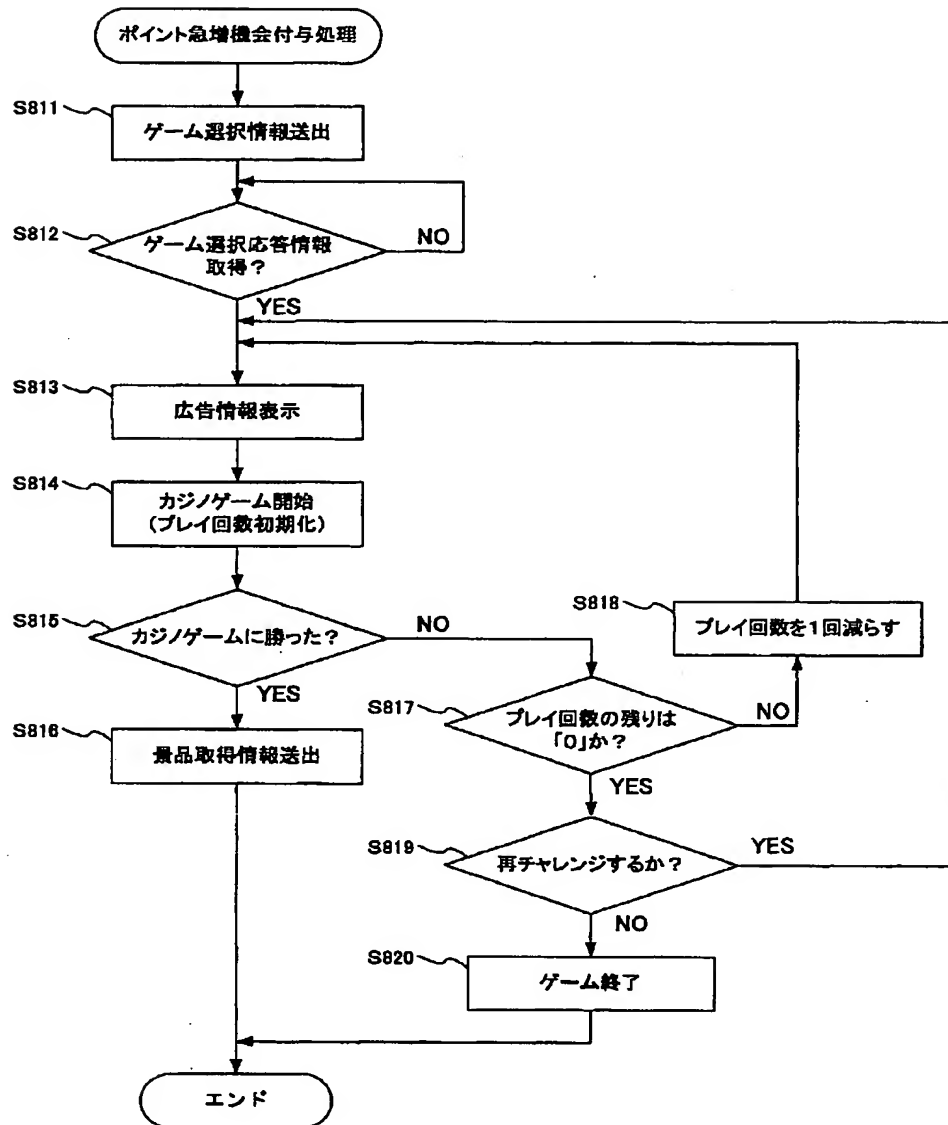 ポイント急増機会付与処理
S811
ゲーム選択情報送出
S812
ゲーム選択応答情報
取得？
NO
YES
S813
広告情報表示
S814
カジノゲーム開始
（プレイ回数初期化）
S815
カジノゲームに勝った？
NO
YES
S818
プレイ回数を1回減らす
S816
景品取得情報送出
S817
プレイ回数の残りは
「0」か？
NO
YES
S819
再チャレンジするか？
YES
NO
S820
ゲーム終了
エンド